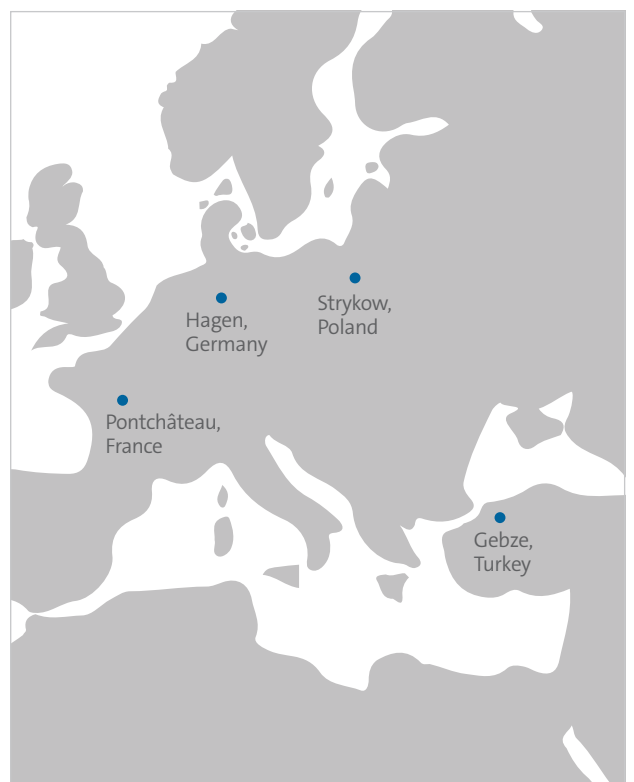 Hagen,
Germany
Strykow,
Poland
Pontchâteau,
France
Gebze,
Turkey